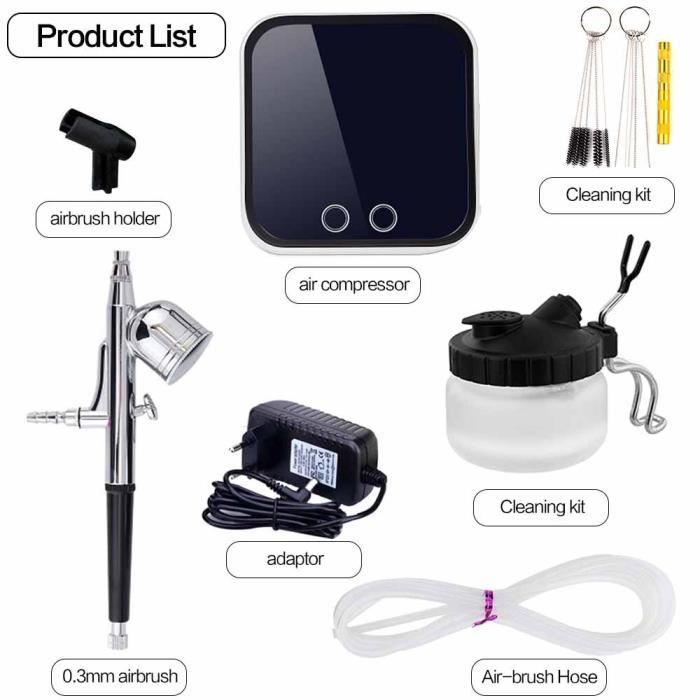 Product List
airbrush holder
air compressor
Cleaning kit
0.3mm airbrush
adaptor
Cleaning kit
Air-brush Hose